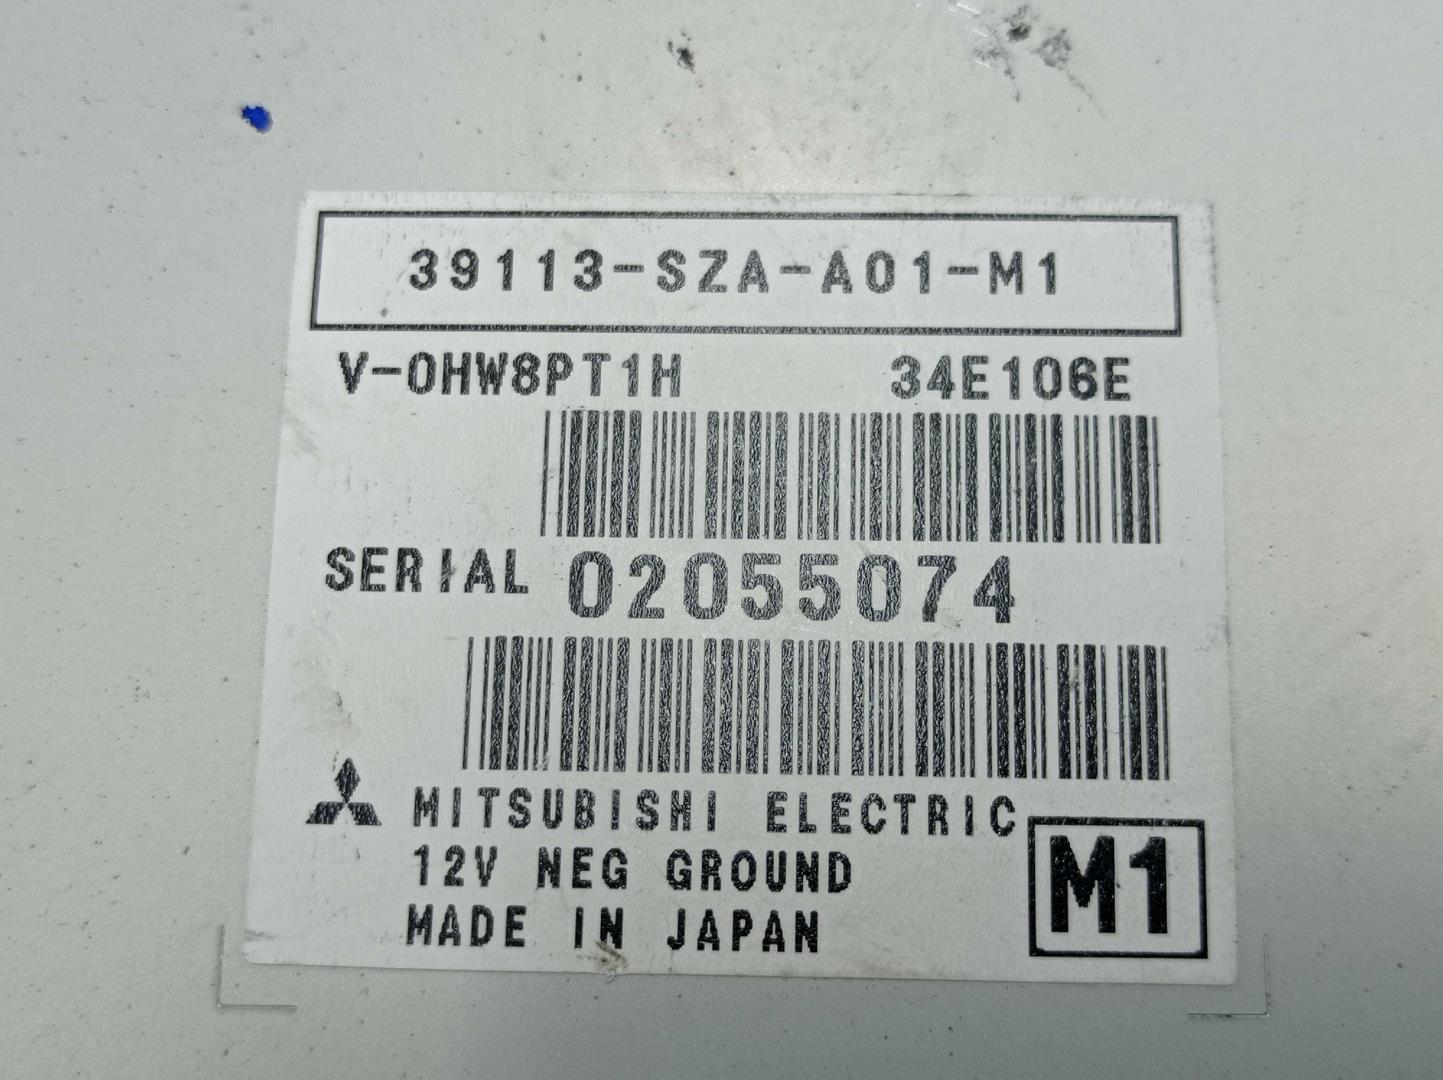 39113-SZA-A01-M1
V-0HW8PT1H 34E106E
SERIAL 02055074
MITSUBISHI ELECTRIC
12V NEG GROUND
MADE IN JAPAN
M1